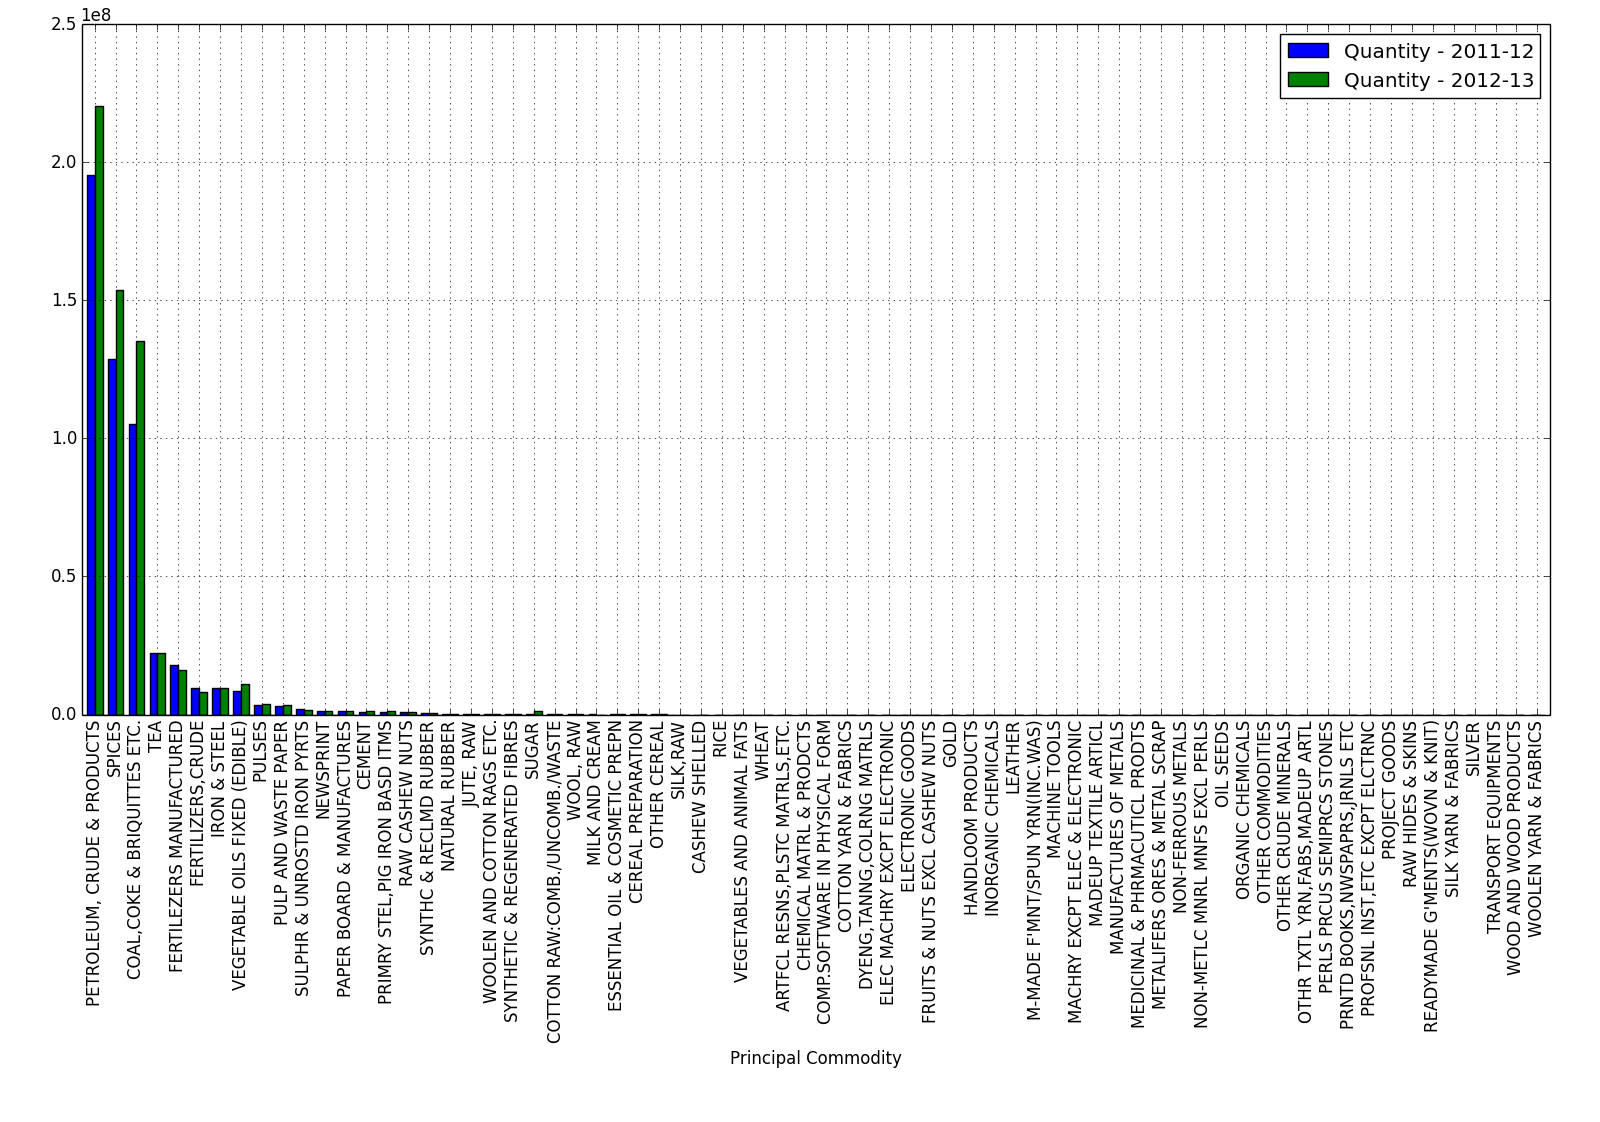 1e8
2.5
2.0
1.5
1.0
0.5
0.0
Quantity - 2011-12
Quantity - 2012-13
PETROLEUM, CRUDE & PRODUCTS
SPICES
COAL,COKE & BRIQUITTES ETC.
TEA
FERTILEZERS MANUFACTURED
FERTILIZERS,CRUDE
IRON & STEEL
VEGETABLE OILS FIXED (EDIBLE)
PULSES
PULP AND WASTE PAPER
SULPHR & UNROSTD IRON PYRTS
NEWSPRINT
PAPER BOARD & MANUFACTURES
CEMENT
PRIMRY STEL,PIG IRON BASD ITMS
RAW CASHEW NUTS
SYNTHC & RECLMD RUBBER
NATURAL RUBBER
JUTE, RAW
WOOLEN AND COTTON RAGS ETC.
SYNTHETIC & REGENERATED FIBRES
SUGAR
COTTON RAW:COMB./UNCOMB./WASTE
WOOL, RAW
MILK AND CREAM
ESSENTIAL OIL & COSMETIC PREPN
CEREAL PREPARATION
OTHER CEREAL
SILK,RAW
CASHEW SHELLED
RICE
VEGETABLES AND ANIMAL FATS
WHEAT
ARTFCL RESNS,PLSTC MATRLS,ETC.
CHEMICAL MATRL & PRODCTS
COMP.SOFTWARE IN PHYSICAL FORM
COTTON YARN & FABRICS
DYENG,TANNG,COLRNG MATRLS
ELEC MACHRY EXCPT ELECTRONIC
ELECTRONIC GOODS
FRUITS & NUTS EXCL CASHEW NUTS
GOLD
HANDLOOM PRODUCTS
INORGANIC CHEMICALS
LEATHER
M-MADE F'MNT/SPUN YRN(INC.WAS)
MACHINE TOOLS
MACHRY EXCPT ELEC & ELECTRONIC
MADEUP TEXTILE ARTICL
MANUFACTURES OF METALS
MEDICINAL & PHRMACUTICL PRODTS
METALIFERS ORES & METAL SCRAP
NON-FERROUS METALS
NON-METLC MNRL MNFS EXCL PERLS
OIL SEEDS
ORGANIC CHEMICALS
OTHER COMMODITIES
OTHER CRUDE MINERALS
OTHR TXTL YRN,FABS,MADEUP ARTL
PERLS PRCUS SEMIPRCS STONES
PRNTD BOOKS,NWSPAPRS,JRNLS ETC
PROFSNL INST,ETC EXCPT ELCTRNC
PROJECT GOODS
RAW HIDES & SKINS
READYMADE G'MENTS(WOVN & KNIT)
SILK YARN & FABRICS
SILVER
TRANSPORT EQUIPMENTS
WOOD AND WOOD PRODUCTS
WOOLEN YARN & FABRICS
Principal Commodity